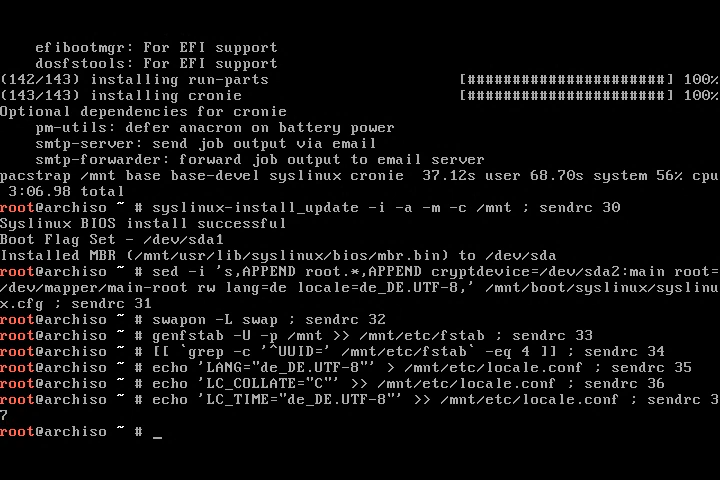 efibootmgr: For EFI support
    dosfstools: For EFI support
(142/143) installing run-parts                             [######################] 100%
(143/143) installing cronie                                [######################] 100%
Optional dependencies for cronie
    pm-utils: defer anacron on battery power
    smtp-server: send job output via email
    smtp-forwarder: forward job output to email server
pacstrap /mnt base base-devel syslinux cronie  37.12s user 68.70s system 56% cpu
 3:06.98 total
root@archiso ~ # syslinux-install_update -i -a -m -c /mnt ; sendrc 30
Syslinux BIOS install successful
Boot Flag Set - /dev/sda1
Installed MBR (/mnt/usr/lib/syslinux/bios/mbr.bin) to /dev/sda
root@archiso ~ # sed -i 's,APPEND root.*,APPEND cryptdevice=/dev/sda2:main root=
/dev/mapper/main-root rw lang=de locale=de_DE.UTF-8,' /mnt/boot/syslinux/syslinu
x.cfg ; sendrc 31
root@archiso ~ # swapon -L swap ; sendrc 32
root@archiso ~ # genfstab -U -p /mnt >> /mnt/etc/fstab ; sendrc 33
root@archiso ~ # [[ `grep -c '^UUID=' /mnt/etc/fstab` -eq 4 ]] ; sendrc 34
root@archiso ~ # echo 'LANG="de_DE.UTF-8"' > /mnt/etc/locale.conf ; sendrc 35
root@archiso ~ # echo 'LC_COLLATE="C"' >> /mnt/etc/locale.conf ; sendrc 36
root@archiso ~ # echo 'LC_TIME="de_DE.UTF-8"' >> /mnt/etc/locale.conf ; sendrc 3
7
root@archiso ~ # _